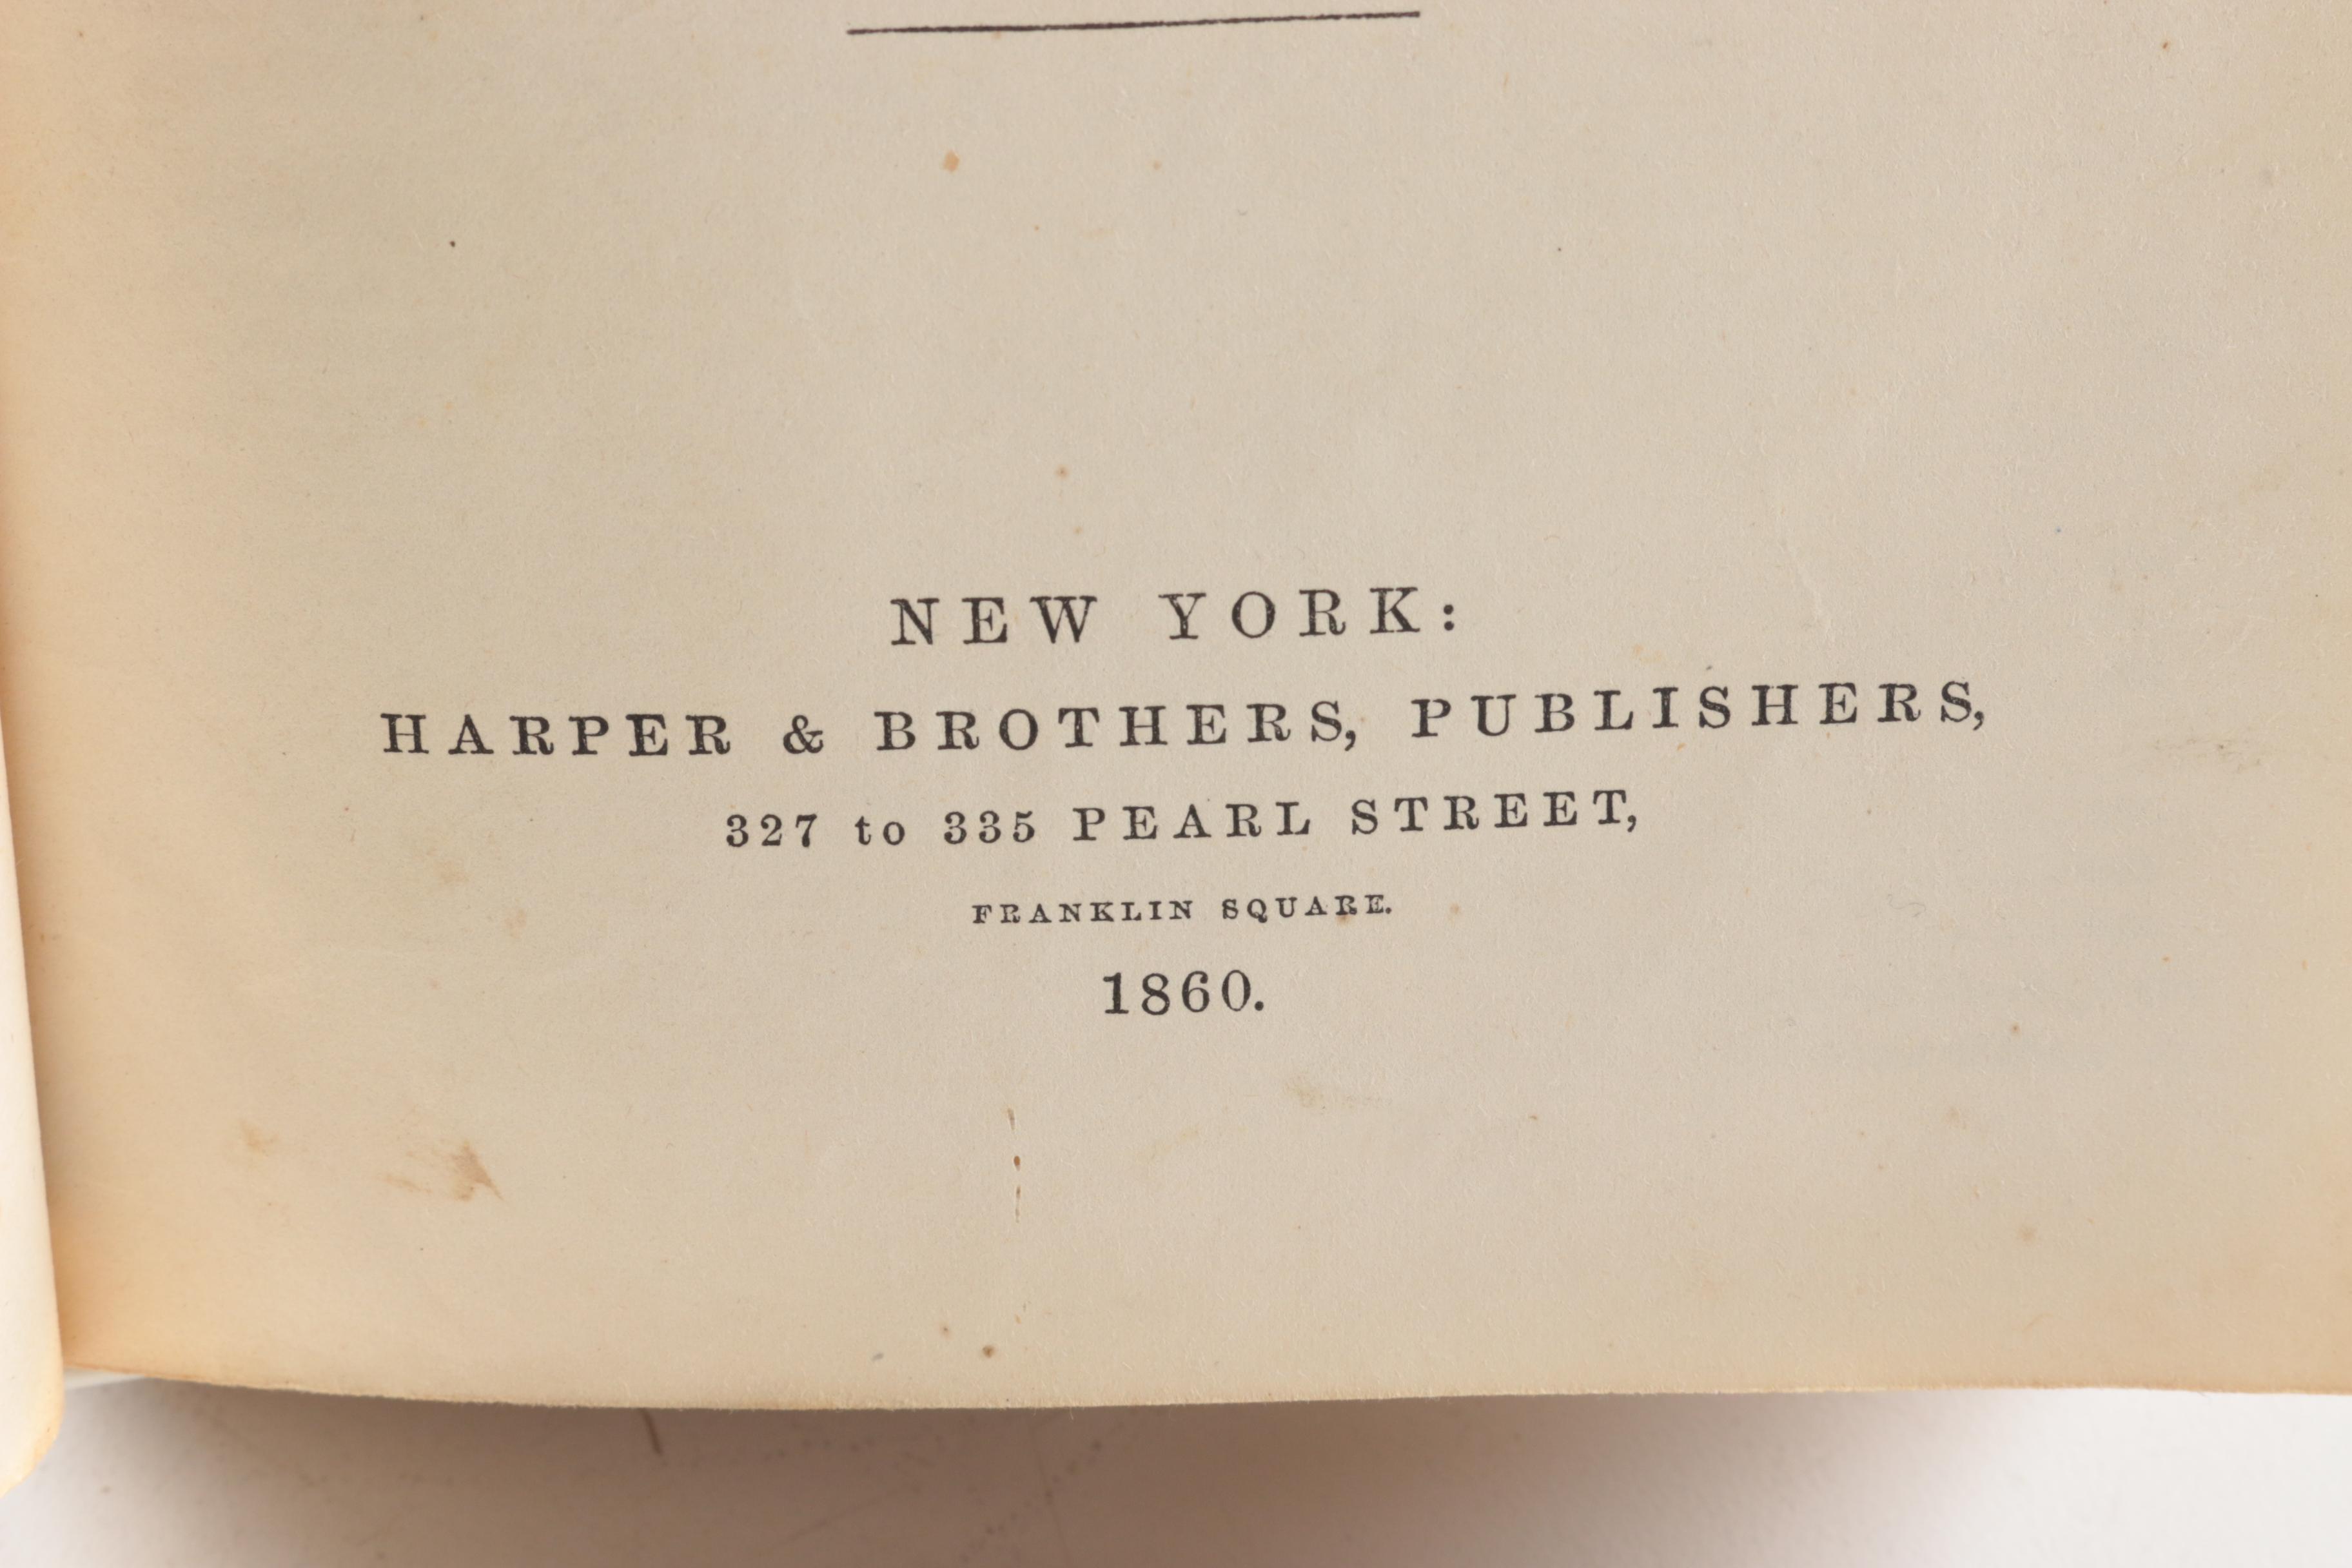 NEW YORK:
HARPER & BROTHERS, PUBLISHERS,
327 to 335 PEARL STREET,
FRANKLIN SQUARE.
1860.